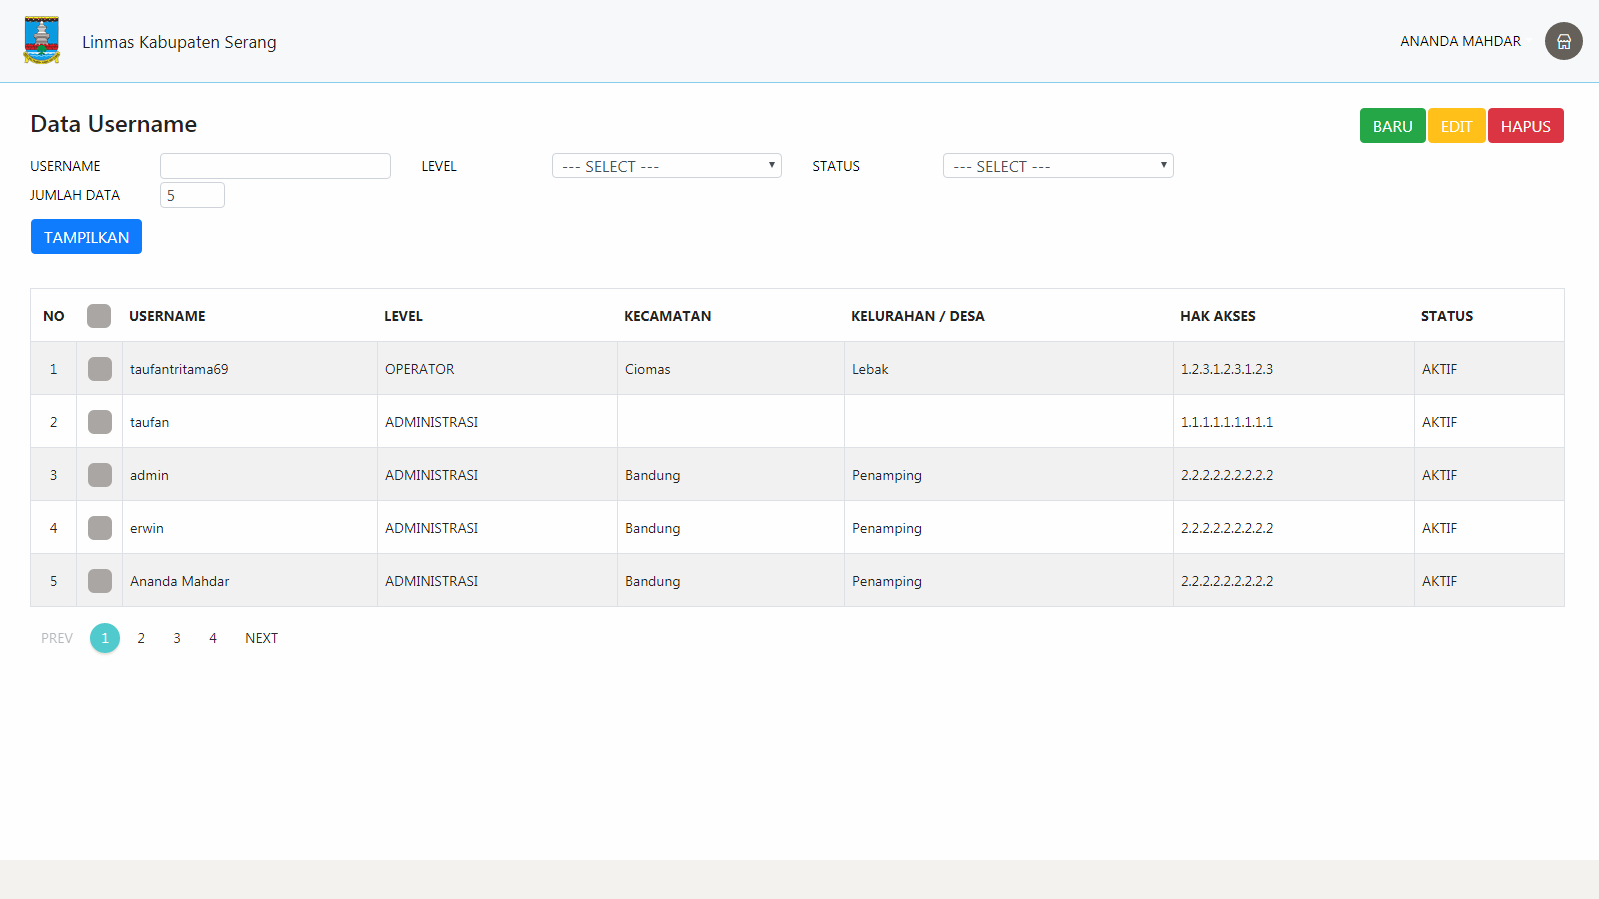 Linmas Kabupaten Serang
ANANDA MAHDAR
Data Username
BARU EDIT HAPUS
USERNAME LEVEL --- SELECT --- STATUS --- SELECT ---
JUMLAH DATA 5
TAMPILKAN
NO USERNAME LEVEL KECAMATAN KELURAHAN / DESA HAK AKSES STATUS
1 taufantritama69 OPERATOR Ciomas Lebak 1.2.3.1.2.3.1.2.3 AKTIF
2 taufan ADMINISTRASI 1.1.1.1.1.1.1.1.1 AKTIF
3 admin ADMINISTRASI Bandung Penamping 2.2.2.2.2.2.2.2.2 AKTIF
4 erwin ADMINISTRASI Bandung Penamping 2.2.2.2.2.2.2.2.2 AKTIF
5 Ananda Mahdar ADMINISTRASI Bandung Penamping 2.2.2.2.2.2.2.2.2 AKTIF
PREV 1 2 3 4 NEXT